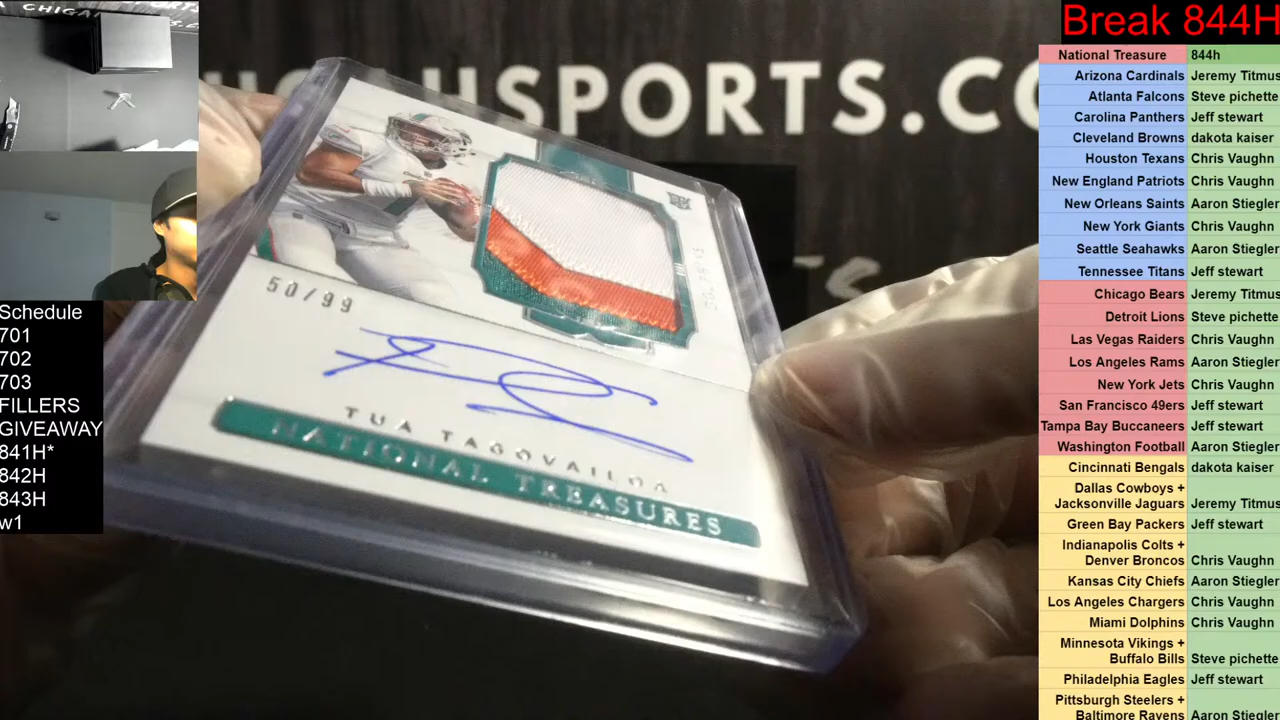 CHIGAN
Break 844H
SPORTS.CO
National Treasure 844h
Arizona Cardinals Jeremy Titmus
Atlanta Falcons Steve pichette
Carolina Panthers Jeff stewart
Cleveland Browns dakota kaiser
Houston Texans Chris Vaughn
New England Patriots Chris Vaughn
New Orleans Saints Aaron Stiegler
New York Giants Chris Vaughn
Seattle Seahawks Aaron Stiegler
Tennessee Titans Jeff stewart
Chicago Bears Jeremy Titmus
Detroit Lions Steve pichette
Las Vegas Raiders Chris Vaughn
Los Angeles Rams Aaron Stiegler
New York Jets Chris Vaughn
San Francisco 49ers Jeff stewart
Tampa Bay Buccaneers Jeff stewart
Washington Football Aaron Stiegler
Cincinnati Bengals dakota kaiser
Dallas Cowboys +
Jacksonville Jaguars Jeremy Titmus
Green Bay Packers Jeff stewart
Indianapolis Colts +
Denver Broncos Chris Vaughn
Kansas City Chiefs Aaron Stiegler
Los Angeles Chargers Chris Vaughn
Miami Dolphins Chris Vaughn
Minnesota Vikings +
Buffalo Bills Steve pichette
Philadelphia Eagles Jeff stewart
Pittsburgh Steelers +
Baltimore Ravens Aaron Stiegler
50/99
TUA TAGOVAILOA
NATIONAL TREASURES
Schedule
701
702
703
FILLERS
GIVEAWAY
841H*
842H
843H
w1